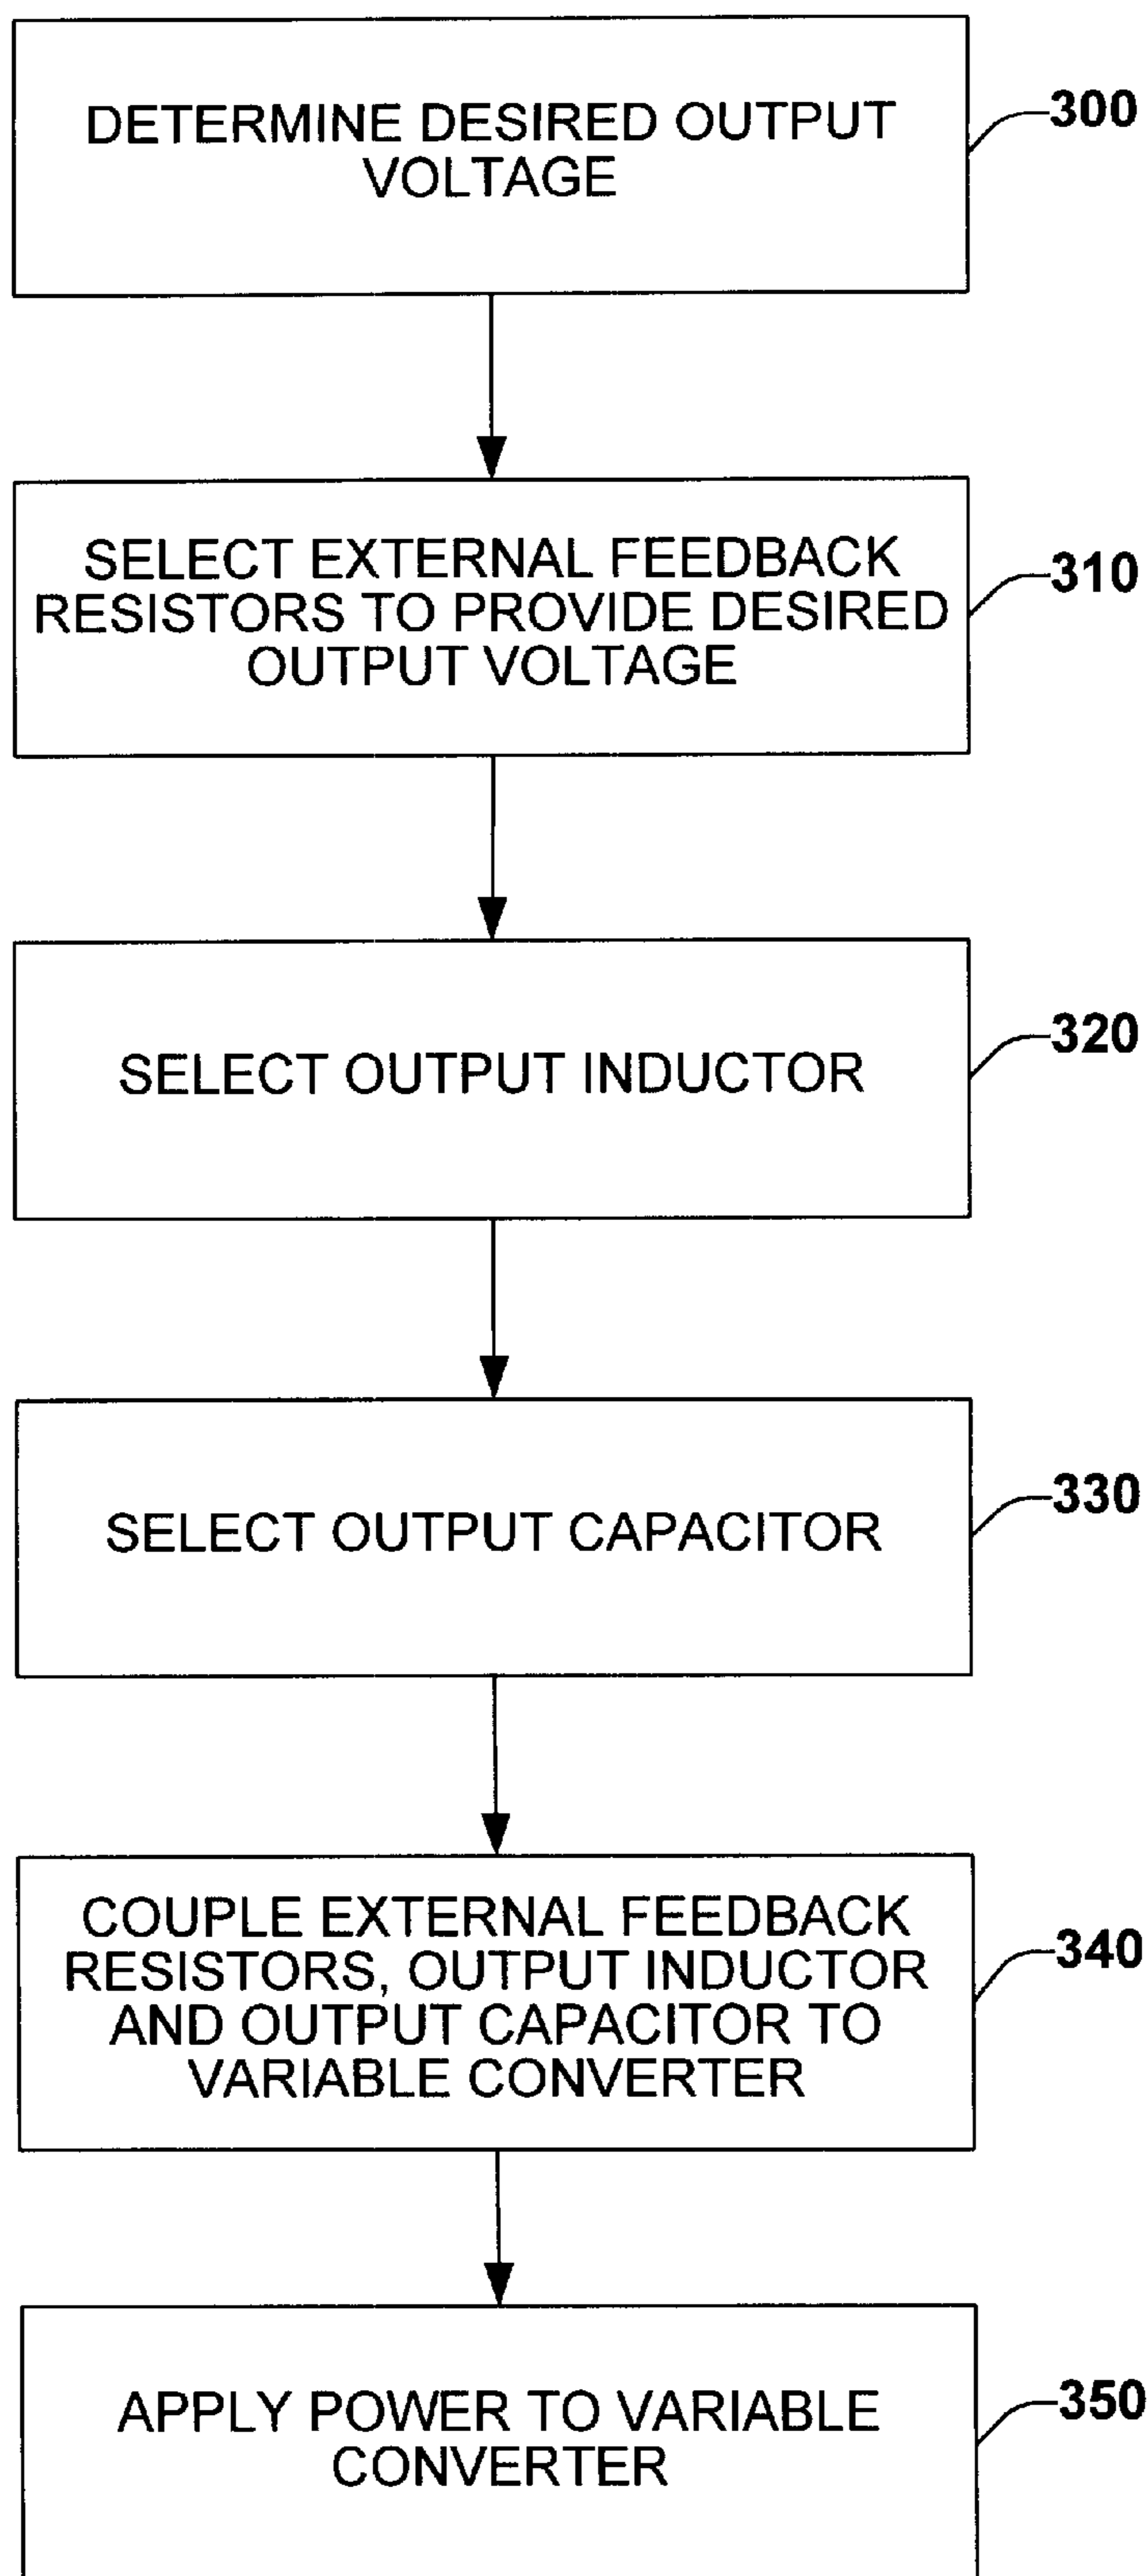 DETERMINE DESIRED OUTPUT
VOLTAGE
300
SELECT EXTERNAL FEEDBACK
RESISTORS TO PROVIDE DESIRED
OUTPUT VOLTAGE
310
SELECT OUTPUT INDUCTOR
320
SELECT OUTPUT CAPACITOR
330
COUPLE EXTERNAL FEEDBACK
RESISTORS, OUTPUT INDUCTOR
AND OUTPUT CAPACITOR TO
VARIABLE CONVERTER
340
APPLY POWER TO VARIABLE
CONVERTER
350